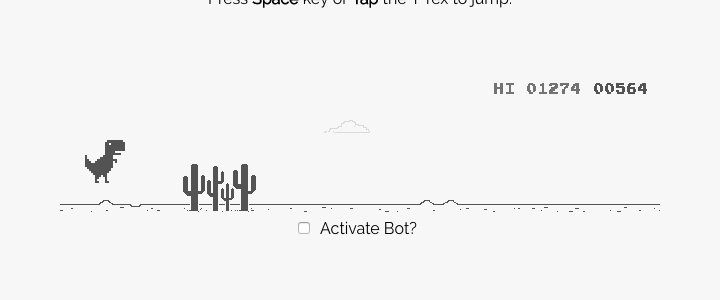 Press Space key or Tap the T-rex to jump.
HI 01274 00564
Activate Bot?